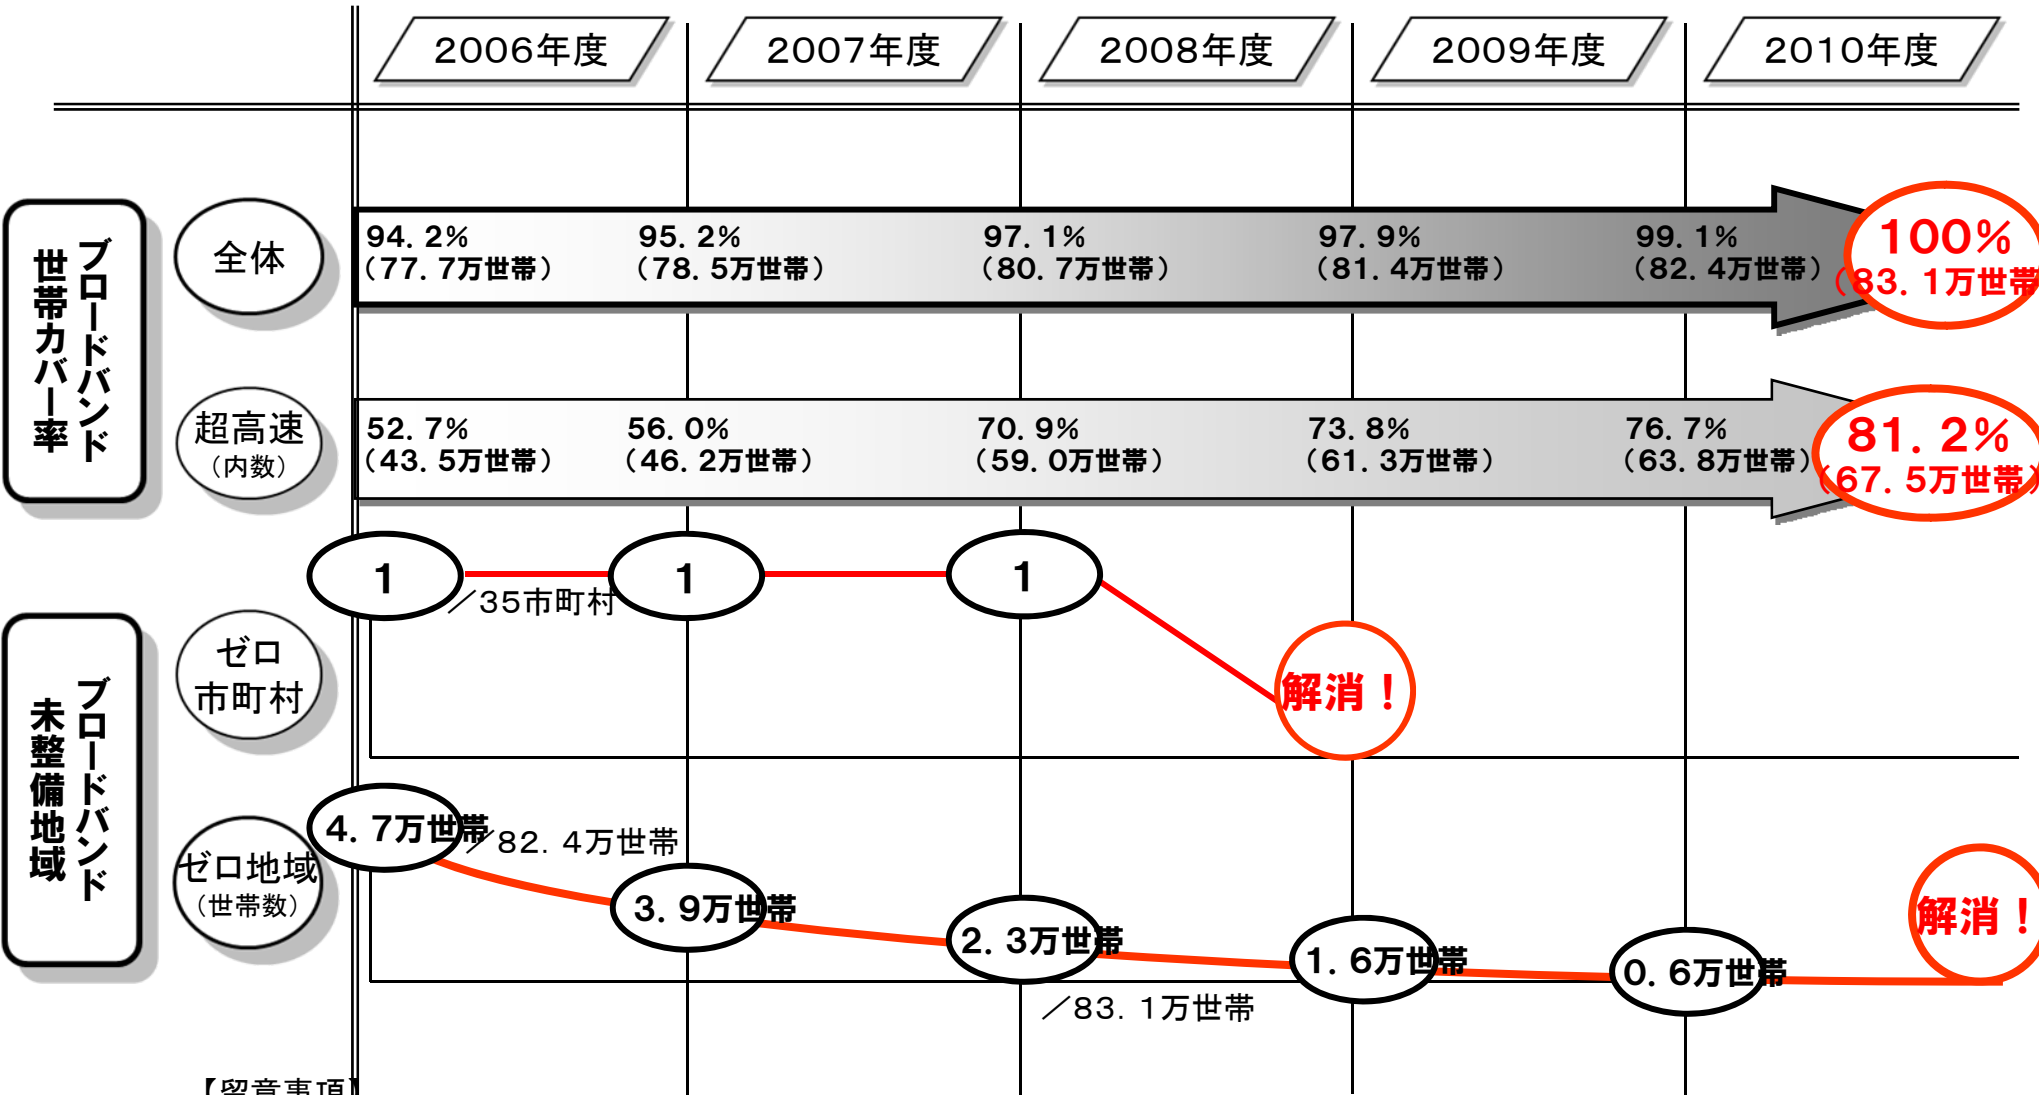 2006年度
2007年度
2008年度
2009年度
2010年度
ブロードバンド
世帯カバー率
全体
94.2%
(77.7万世帯)
95.2%
(78.5万世帯)
97.1%
(80.7万世帯)
97.9%
(81.4万世帯)
99.1%
(82.4万世帯)
100%
(83.1万世帯
超高速
(内数)
52.7%
(43.5万世帯)
56.0%
(46.2万世帯)
70.9%
(59.0万世帯)
73.8%
(61.3万世帯)
76.7%
(63.8万世帯)
81.2%
(67.5万世帯)
ブロードバンド
未整備地域
ゼロ
市町村
1
/35市町村
1
1
解消!
ゼロ地域
(世帯数)
4.7万世帯
/82.4万世帯
3.9万世帯
2.3万世帯
/83.1万世帯
1.6万世帯
0.6万世帯
解消!
【留意事項】